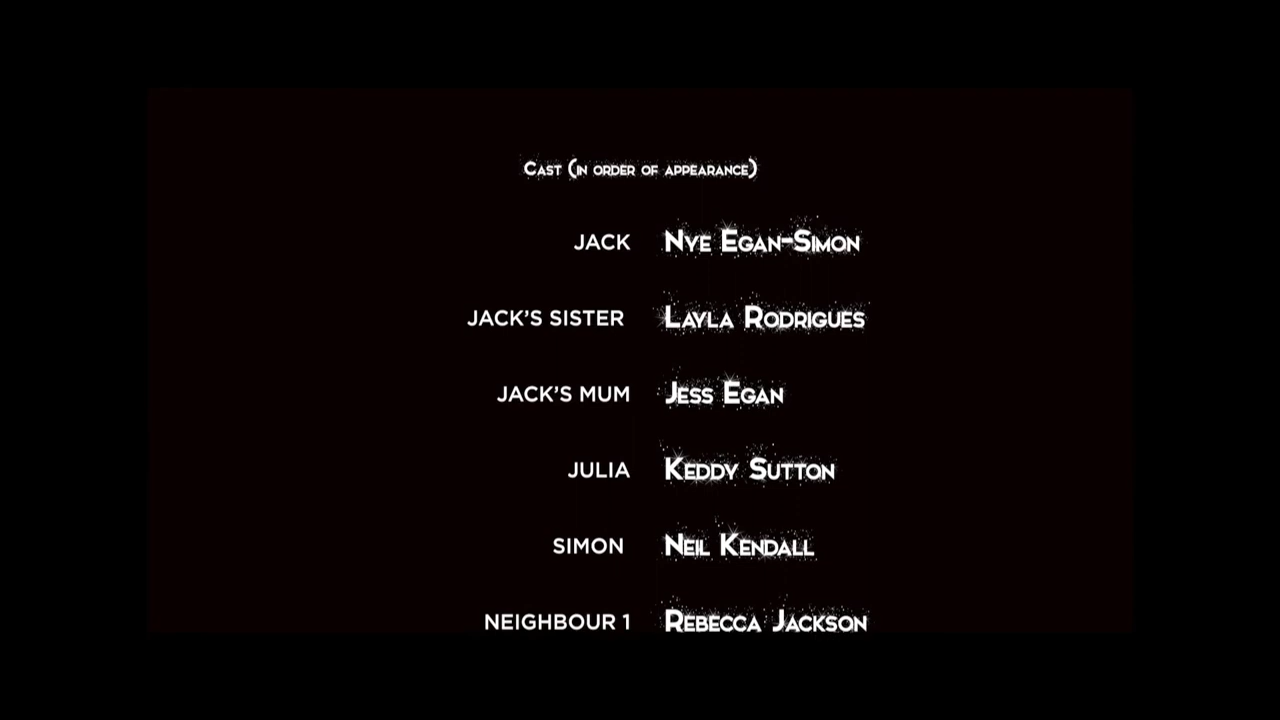 Cast (in order of appearance)
JACK Nye Egan-Simon
JACK'S SISTER Layla Rodrigues
JACK'S MUM Jess Egan
JULIA Keddy Sutton
SIMON Neil Kendall
NEIGHBOUR 1 Rebecca Jackson